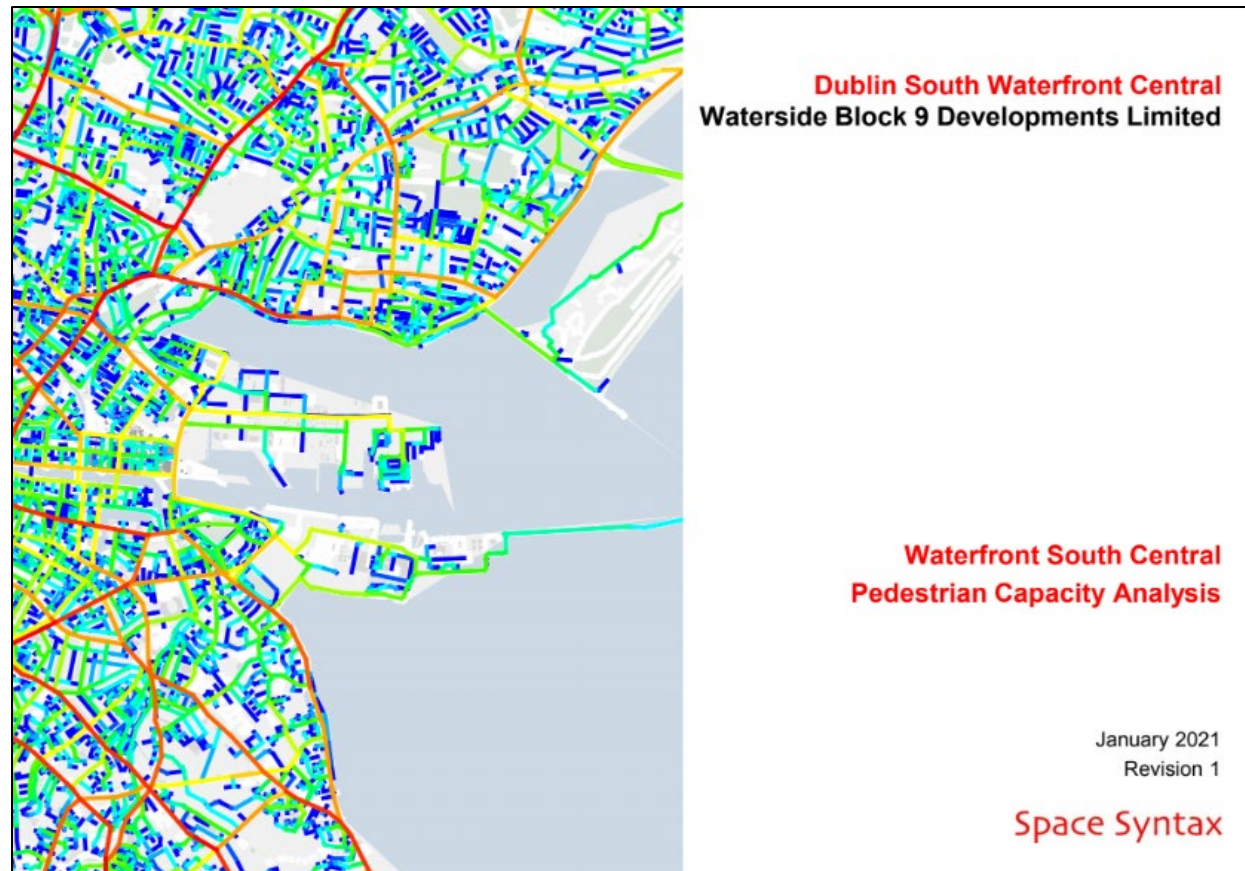 Dublin South Waterfront Central
Waterside Block 9 Developments Limited
Waterfront South Central
Pedestrian Capacity Analysis
January 2021
Revision 1
Space Syntax